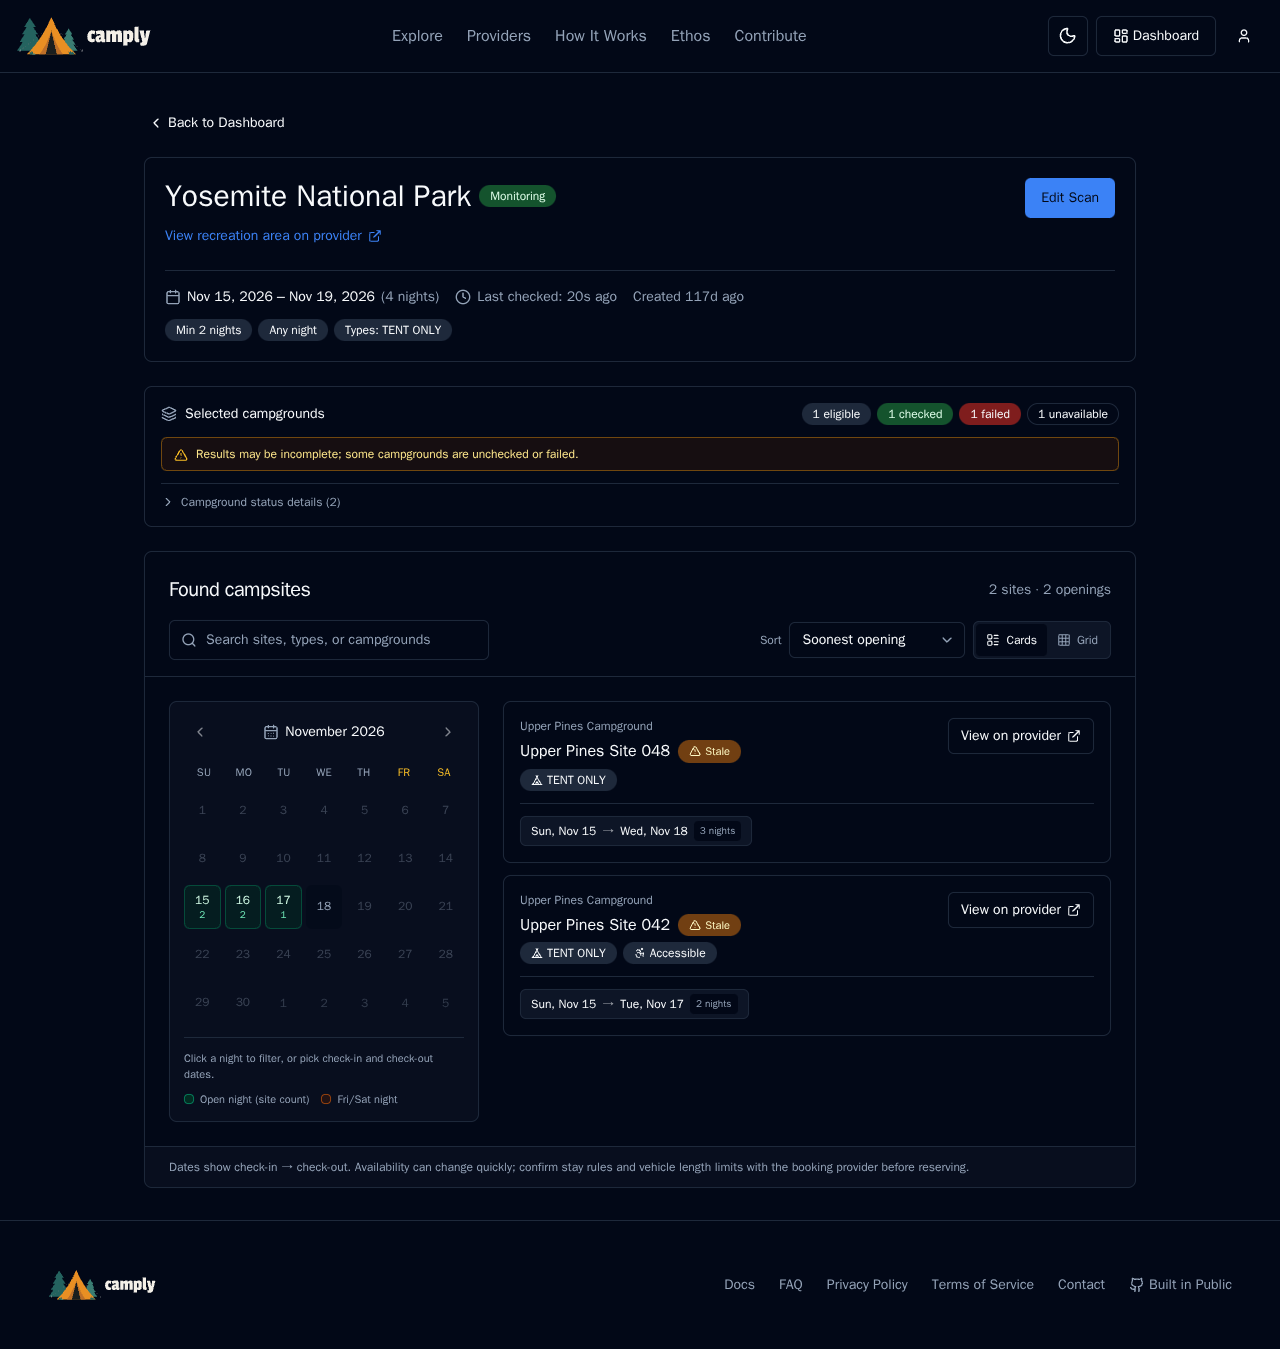 camply
Explore
Providers
How It Works
Ethos
Contribute
Dashboard
Back to Dashboard
Yosemite National Park
Monitoring
Edit Scan
View recreation area on provider
Nov 15, 2026 – Nov 19, 2026 (4 nights)
Last checked: 20s ago
Created 117d ago
Min 2 nights
Any night
Types: TENT ONLY
Selected campgrounds
1 eligible
1 checked
1 failed
1 unavailable
Results may be incomplete; some campgrounds are unchecked or failed.
Campground status details (2)
Found campsites
2 sites · 2 openings
Search sites, types, or campgrounds
Sort
Soonest opening
Cards
Grid
November 2026
SU MO TU WE TH FR SA
1 2 3 4 5 6 7
8 9 10 11 12 13 14
15 16 17 18 19 20 21
2 2 1
22 23 24 25 26 27 28
29 30 1 2 3 4 5
Click a night to filter, or pick check-in and check-out
dates.
Open night (site count)
Fri/Sat night
Upper Pines Campground
Upper Pines Site 048
Stale
View on provider
TENT ONLY
Sun, Nov 15 → Wed, Nov 18
3 nights
Upper Pines Campground
Upper Pines Site 042
Stale
View on provider
TENT ONLY
Accessible
Sun, Nov 15 → Tue, Nov 17
2 nights
Dates show check-in → check-out. Availability can change quickly; confirm stay rules and vehicle length limits with the booking provider before reserving.
camply
Docs
FAQ
Privacy Policy
Terms of Service
Contact
Built in Public